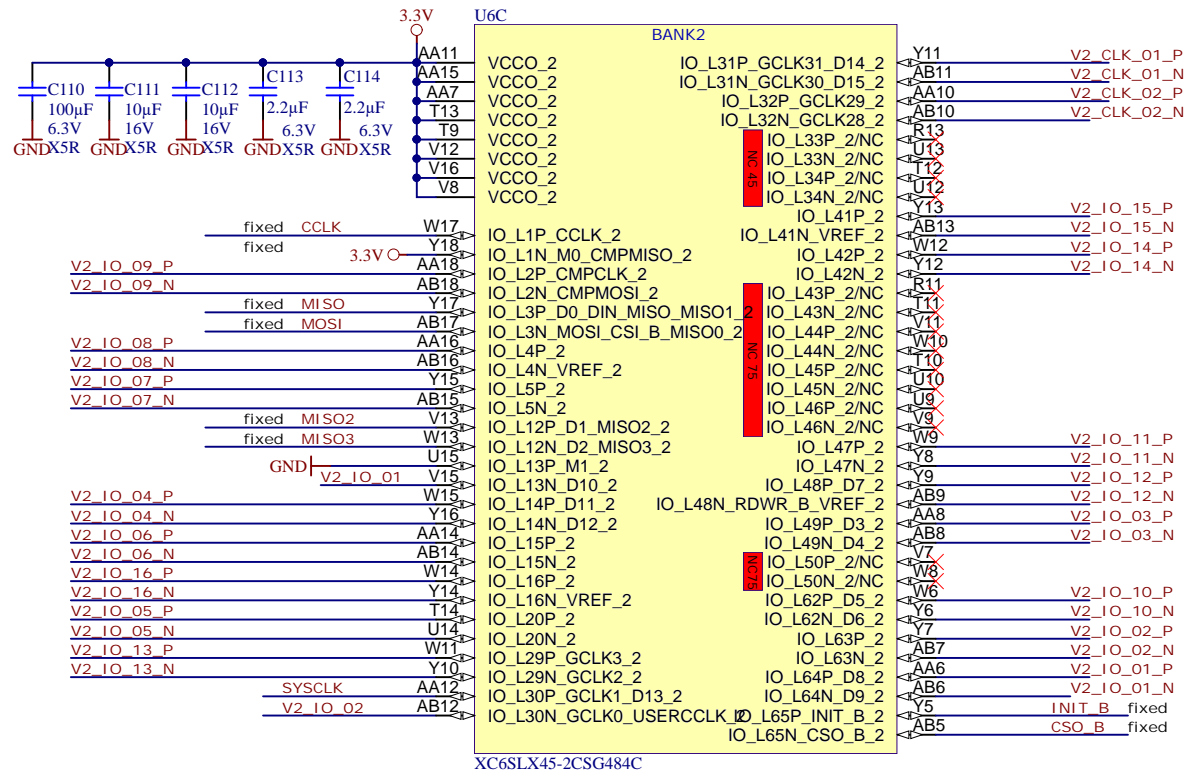 3.3V
U6C
BANK2
C110
100µF
6.3V
X5R
GND
C111
10µF
16V
X5R
GND
C112
10µF
16V
X5R
GND
C113
2.2µF
6.3V
X5R
GND
C114
2.2µF
6.3V
X5R
GND
AA11 VCCO_2
AA15 VCCO_2
AA7 VCCO_2
T13 VCCO_2
T9 VCCO_2
V12 VCCO_2
V16 VCCO_2
V8 VCCO_2
fixed CCLK W17 IO_L1P_CCLK_2
fixed 3.3V Y18 IO_L1N_M0_CMPMISO_2
V2_IO_09_P AA18 IO_L2P_CMPCLK_2
V2_IO_09_N AB18 IO_L2N_CMPMOSI_2
fixed MISO Y17 IO_L3P_D0_DIN_MISO_MISO1_2
fixed MOSI AB17 IO_L3N_MOSI_CSI_B_MISO0_2
V2_IO_08_P AA16 IO_L4P_2
V2_IO_08_N AB16 IO_L4N_VREF_2
V2_IO_07_P Y15 IO_L5P_2
V2_IO_07_N AB15 IO_L5N_2
fixed MISO2 V13 IO_L12P_D1_MISO2_2
fixed MISO3 W13 IO_L12N_D2_MISO3_2
GND U15 IO_L13P_M1_2
V2_IO_01 V15 IO_L13N_D10_2
V2_IO_04_P W15 IO_L14P_D11_2
V2_IO_04_N Y16 IO_L14N_D12_2
V2_IO_06_P AA14 IO_L15P_2
V2_IO_06_N AB14 IO_L15N_2
V2_IO_16_P W14 IO_L16P_2
V2_IO_16_N Y14 IO_L16N_VREF_2
V2_IO_05_P T14 IO_L20P_2
V2_IO_05_N U14 IO_L20N_2
V2_IO_13_P W11 IO_L29P_GCLK3_2
V2_IO_13_N Y10 IO_L29N_GCLK2_2
SYSCLK AA12 IO_L30P_GCLK1_D13_2
V2_IO_02 AB12 IO_L30N_GCLK0_USERCCLK_2
IO_L31P_GCLK31_D14_2 Y11 V2_CLK_01_P
IO_L31N_GCLK30_D15_2 AB11 V2_CLK_01_N
IO_L32P_GCLK29_2 AA10 V2_CLK_02_P
IO_L32N_GCLK28_2 AB10 V2_CLK_02_N
NC 45
IO_L33P_2/NC R13
IO_L33N_2/NC U13
IO_L34P_2/NC T12
IO_L34N_2/NC U12
IO_L41P_2 Y13 V2_IO_15_P
IO_L41N_VREF_2 AB13 V2_IO_15_N
IO_L42P_2 W12 V2_IO_14_P
IO_L42N_2 Y12 V2_IO_14_N
NC 75
IO_L43P_2/NC R11
IO_L43N_2/NC T11
IO_L44P_2/NC V11
IO_L44N_2/NC W10
IO_L45P_2/NC T10
IO_L45N_2/NC U10
IO_L46P_2/NC U9
IO_L46N_2/NC V9
IO_L47P_2 W9 V2_IO_11_P
IO_L47N_2 Y8 V2_IO_11_N
IO_L48P_D7_2 Y9 V2_IO_12_P
IO_L48N_RDWR_B_VREF_2 AB9 V2_IO_12_N
IO_L49P_D3_2 AA8 V2_IO_03_P
IO_L49N_D4_2 AB8 V2_IO_03_N
NC75
IO_L50P_2/NC V7
IO_L50N_2/NC W8
IO_L62P_D5_2 W6 V2_IO_10_P
IO_L62N_D6_2 Y6 V2_IO_10_N
IO_L63P_2 Y7 V2_IO_02_P
IO_L63N_2 AB7 V2_IO_02_N
IO_L64P_D8_2 AA6 V2_IO_01_P
IO_L64N_D9_2 AB6 V2_IO_01_N
IO_L65P_INIT_B_2 Y5 INIT_B fixed
IO_L65N_CSO_B_2 AB5 CSO_B fixed
XC6SLX45-2CSG484C